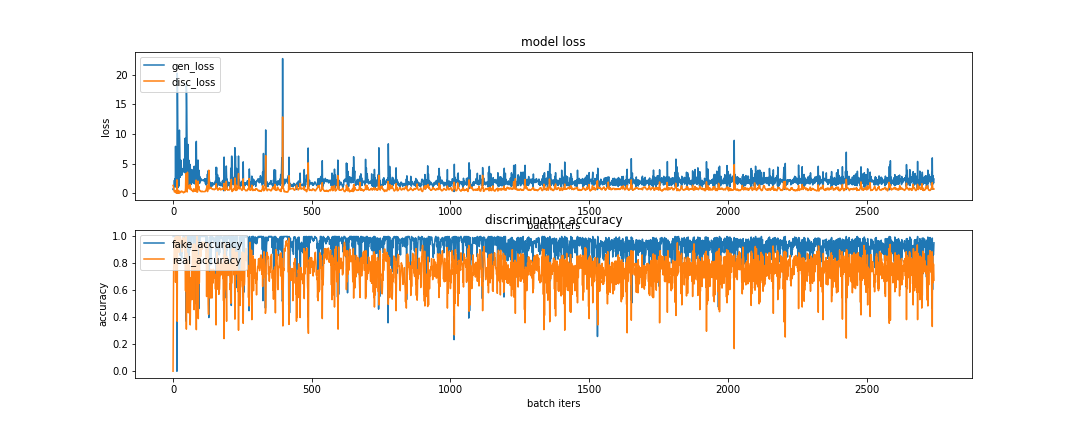 model loss
gen_loss
disc_loss
loss
20
15
10
5
0
0 500 1000 1500 2000 2500
batch iters
discriminator accuracy
fake_accuracy
real_accuracy
accuracy
1.0
0.8
0.6
0.4
0.2
0.0
0 500 1000 1500 2000 2500
batch iters